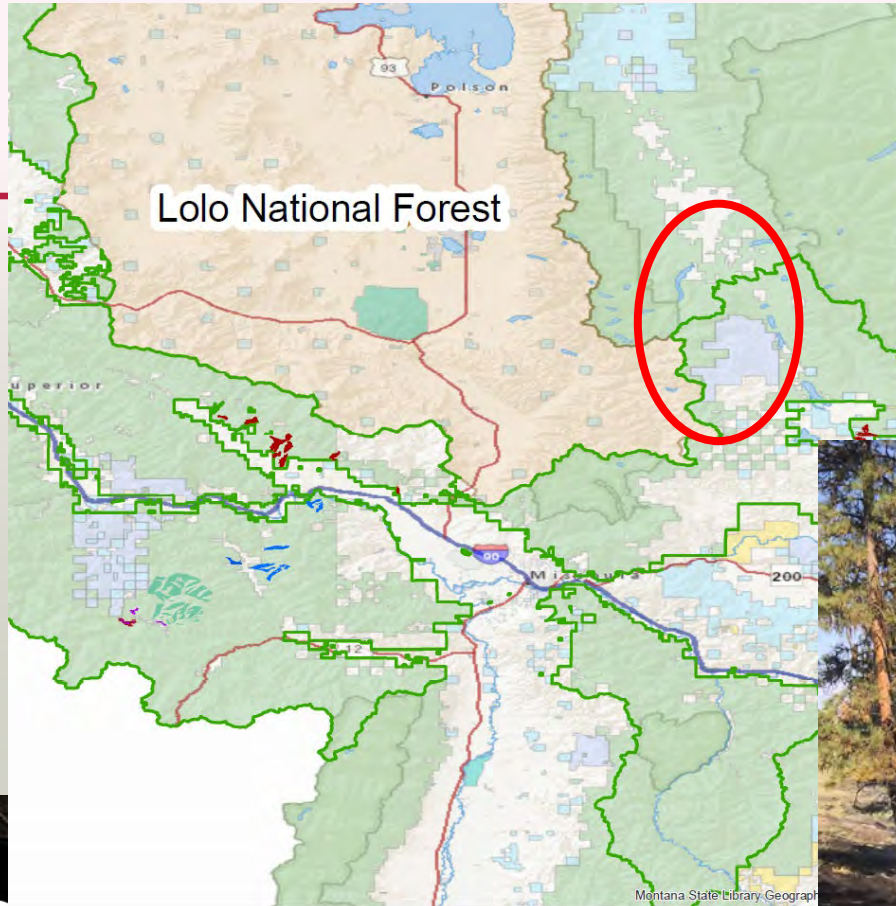 93
Polson
Lolo National Forest
uperior
90
Missoula
200
12
Montana State Library Geograph